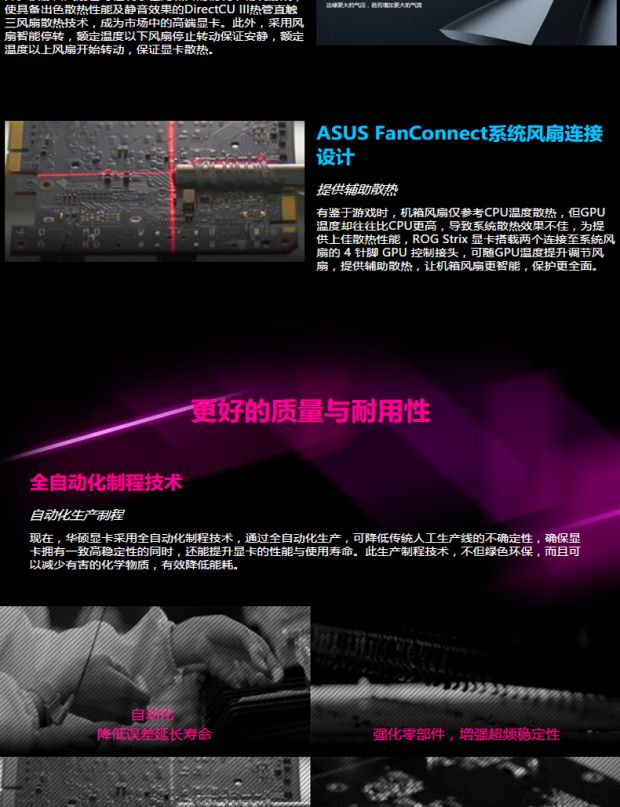 使具备出色散热性能及静音效果的DirectCU III热管直触
三风扇散热技术，成为市场中的高端显卡。此外，采用风
扇智能停转，额定温度以下风扇停止转动保证安静，额定
温度以上风扇开始转动，保证显卡散热。
边缘更大的气压，进而增加更大的气流
ASUS FanConnect系统风扇连接
设计
提供辅助散热
有鉴于游戏时，机箱风扇仅参考CPU温度散热，但GPU
温度却往往比CPU更高，导致系统散热效果不佳，为提
供上佳散热性能，ROG Strix 显卡搭载两个连接至系统风
扇的 4 针脚 GPU 控制接头，可随GPU温度提升调节风
扇，提供辅助散热，让机箱风扇更智能，保护更全面。
更好的质量与耐用性
全自动化制程技术
自动化生产制程
现在，华硕显卡采用全自动化制程技术，通过全自动化生产，可降低传统人工生产线的不确定性，确保显
卡拥有一致高稳定性的同时，还能提升显卡的性能与使用寿命。此生产制程技术，不但绿色环保，而且可
以减少有害的化学物质，有效降低能耗。
自动化
降低误差延长寿命
强化零部件，增强超频稳定性